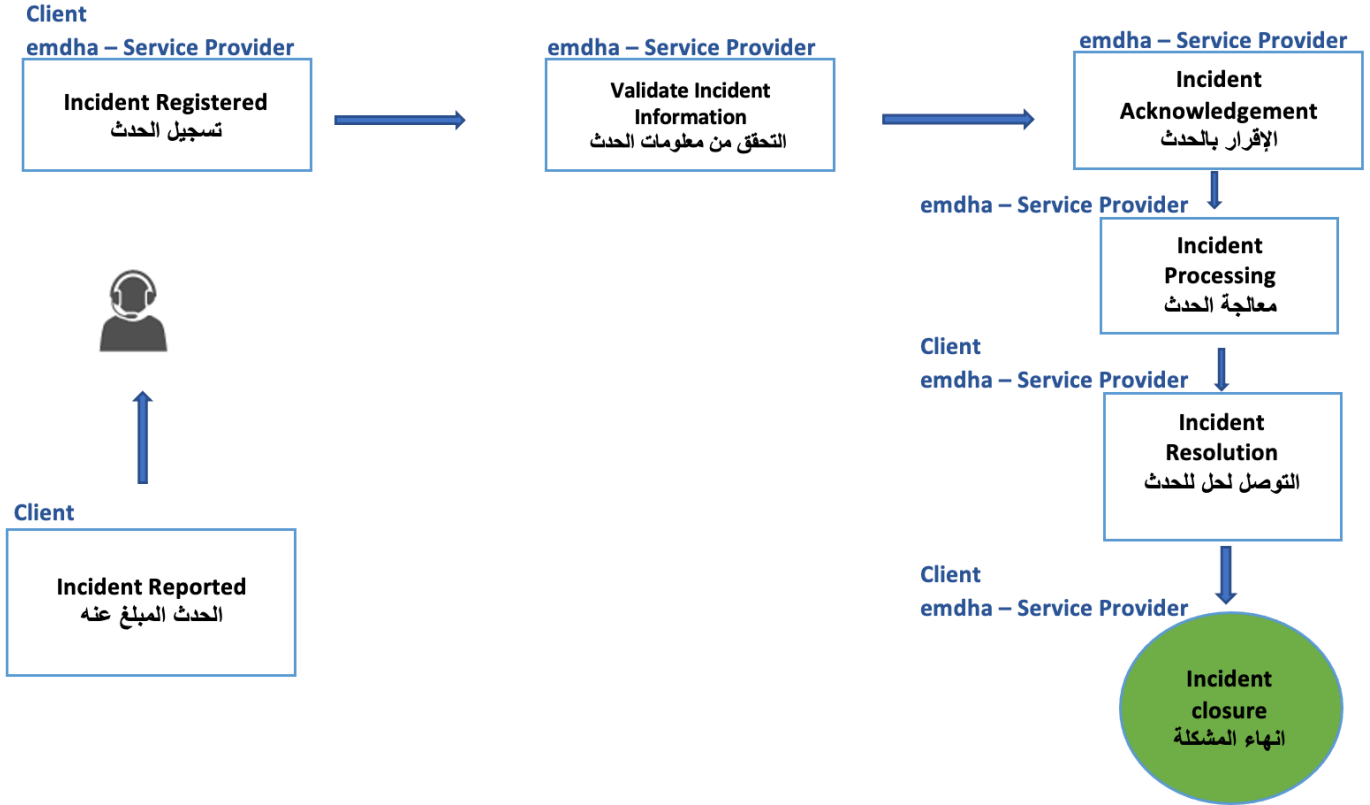 Client
emdha – Service Provider
Incident Registered
تسجيل الحدث
emdha – Service Provider
Validate Incident
Information
التحقق من معلومات الحدث
emdha – Service Provider
Incident
Acknowledgement
الإقرار بالحدث
emdha – Service Provider
Incident
Processing
معالجة الحدث
Client
emdha – Service Provider
Incident
Resolution
التوصل لحل للحدث
Client
emdha – Service Provider
Incident
closure
انهاء المشكلة
Client
Incident Reported
الحدث المبلغ عنه